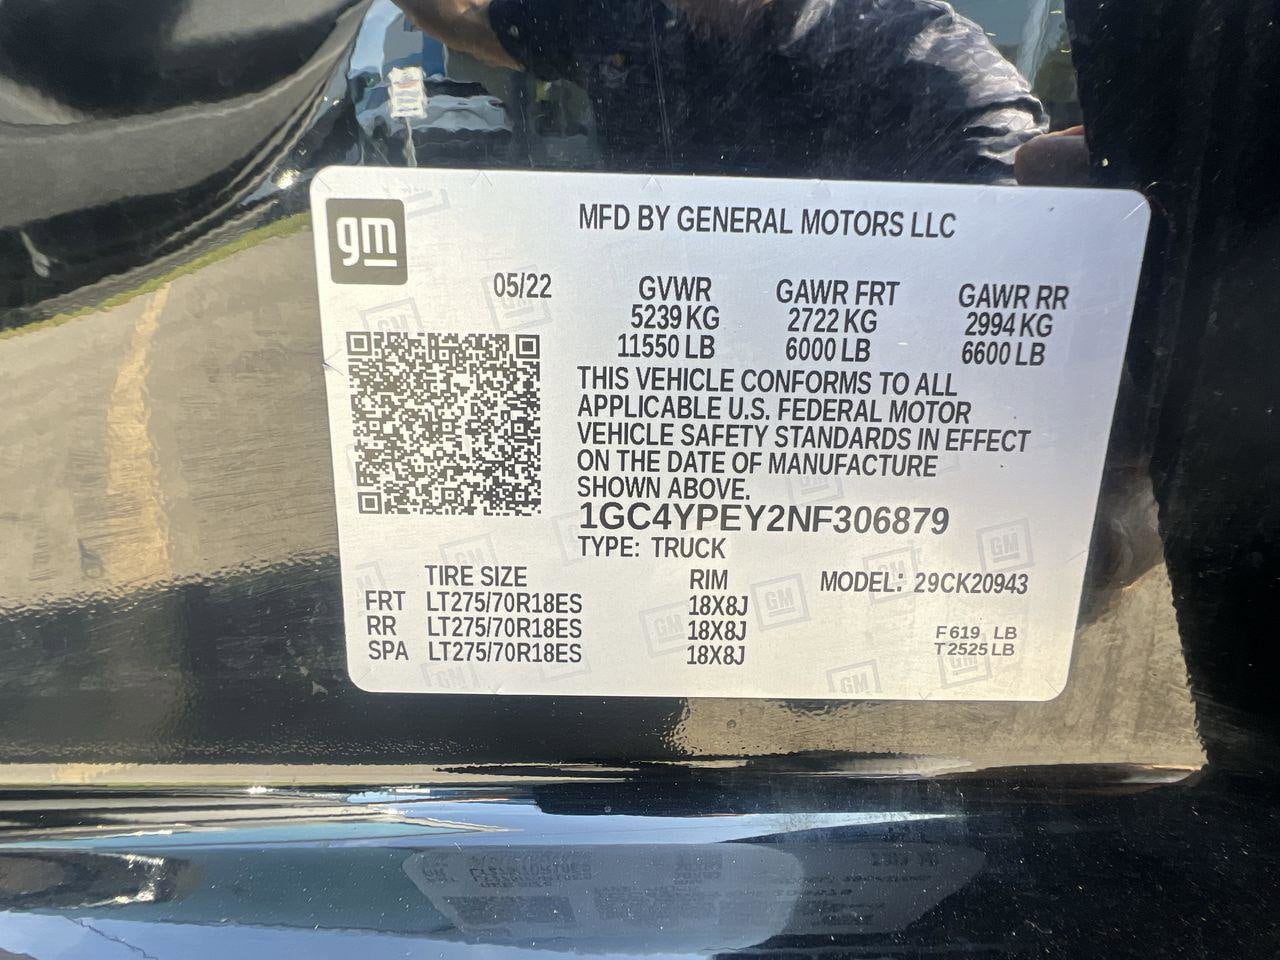 gm
MFD BY GENERAL MOTORS LLC
05/22 GVWR GAWR FRT GAWR RR
5239 KG 2722 KG 2994 KG
11550 LB 6000 LB 6600 LB
THIS VEHICLE CONFORMS TO ALL
APPLICABLE U.S. FEDERAL MOTOR
VEHICLE SAFETY STANDARDS IN EFFECT
ON THE DATE OF MANUFACTURE
SHOWN ABOVE.
1GC4YPEY2NF306879
TYPE: TRUCK
TIRE SIZE RIM MODEL: 29CK20943
FRT LT275/70R18ES 18X8J
RR LT275/70R18ES 18X8J F 619 LB
SPA LT275/70R18ES 18X8J T 2525 LB